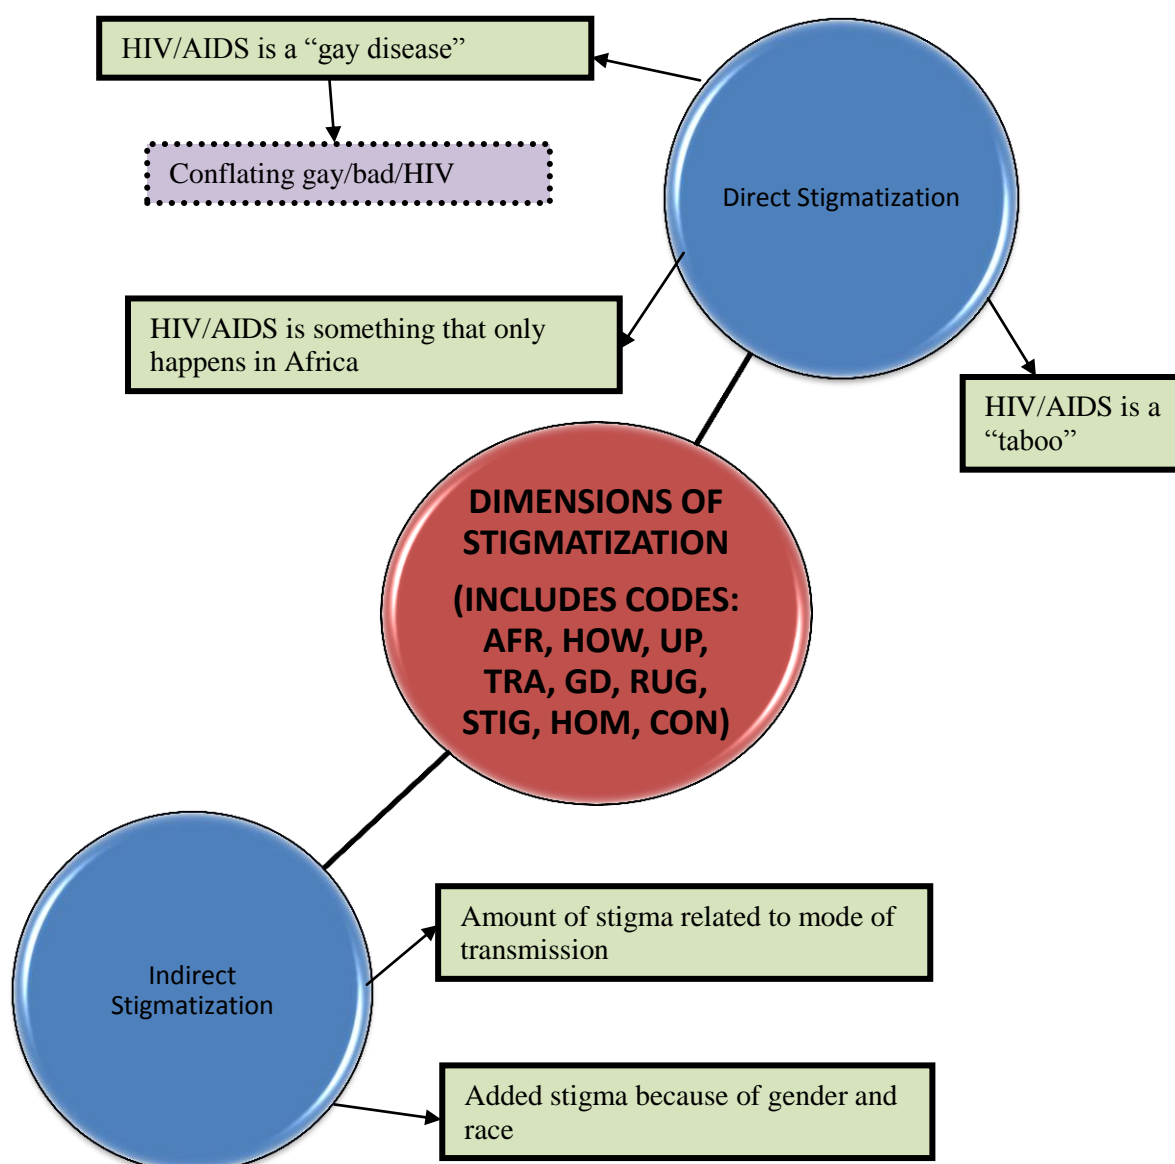 HIV/AIDS is a “gay disease”
Conflating gay/bad/HIV
Direct Stigmatization
HIV/AIDS is something that only
happens in Africa
HIV/AIDS is a
“taboo”
DIMENSIONS OF
STIGMATIZATION
(INCLUDES CODES:
AFR, HOW, UP,
TRA, GD, RUG,
STIG, HOM, CON)
Amount of stigma related to mode of
transmission
Indirect
Stigmatization
Added stigma because of gender and
race